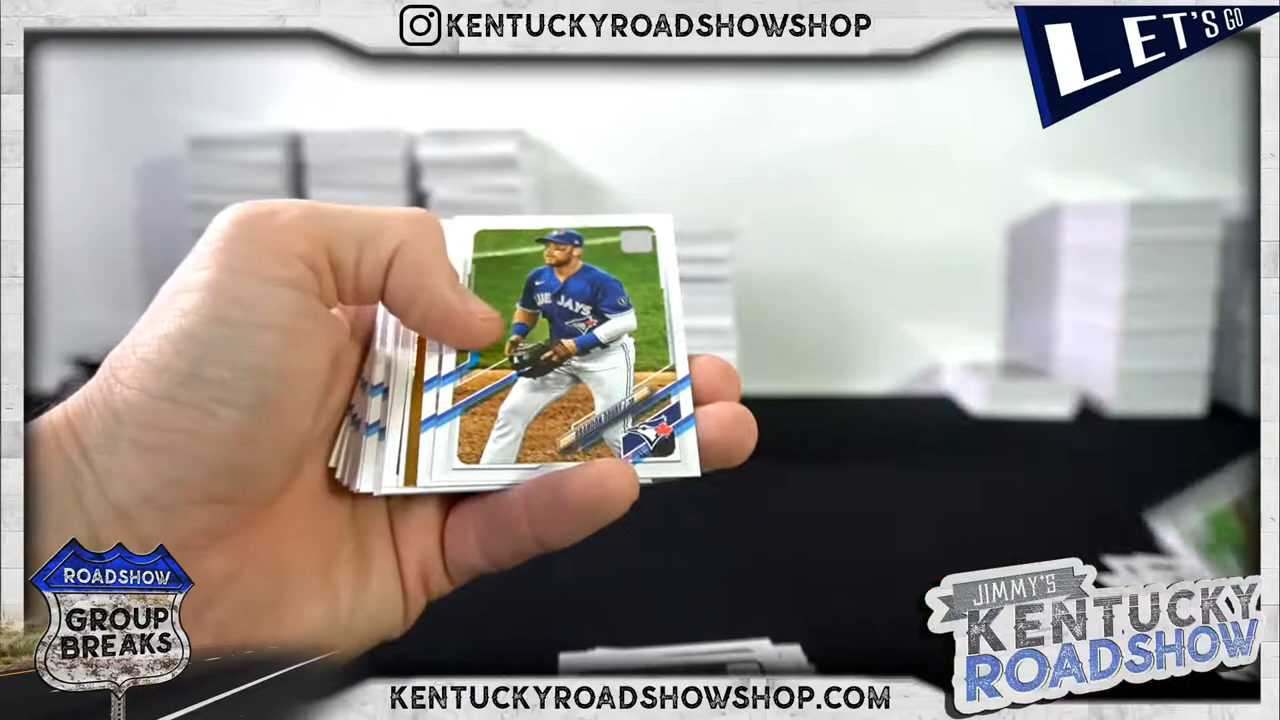 KENTUCKYROADSHOWSHOP
LET'S GO
BLUE JAYS
ROADSHOW
GROUP
BREAKS
JIMMY'S
KENTUCKY
ROADSHOW
KENTUCKYROADSHOWSHOP.COM